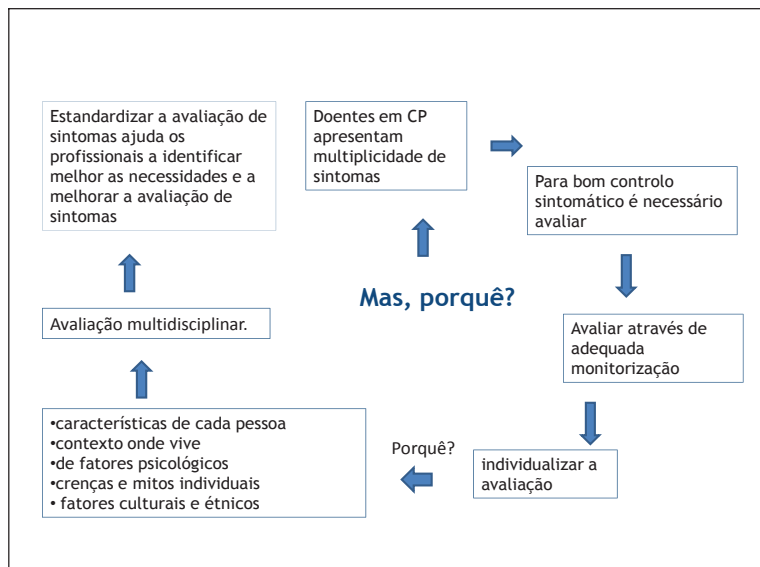 Mas, porquê?
Doentes em CP
apresentam
multiplicidade de
sintomas
Para bom controlo
sintomático é necessário
avaliar
Avaliar através de
adequada
monitorização
individualizar a
avaliação
Porquê?
•características de cada pessoa
•contexto onde vive
•de fatores psicológicos
•crenças e mitos individuais
• fatores culturais e étnicos
Avaliação multidisciplinar.
Estandardizar a avaliação de
sintomas ajuda os
profissionais a identificar
melhor as necessidades e a
melhorar a avaliação de
sintomas